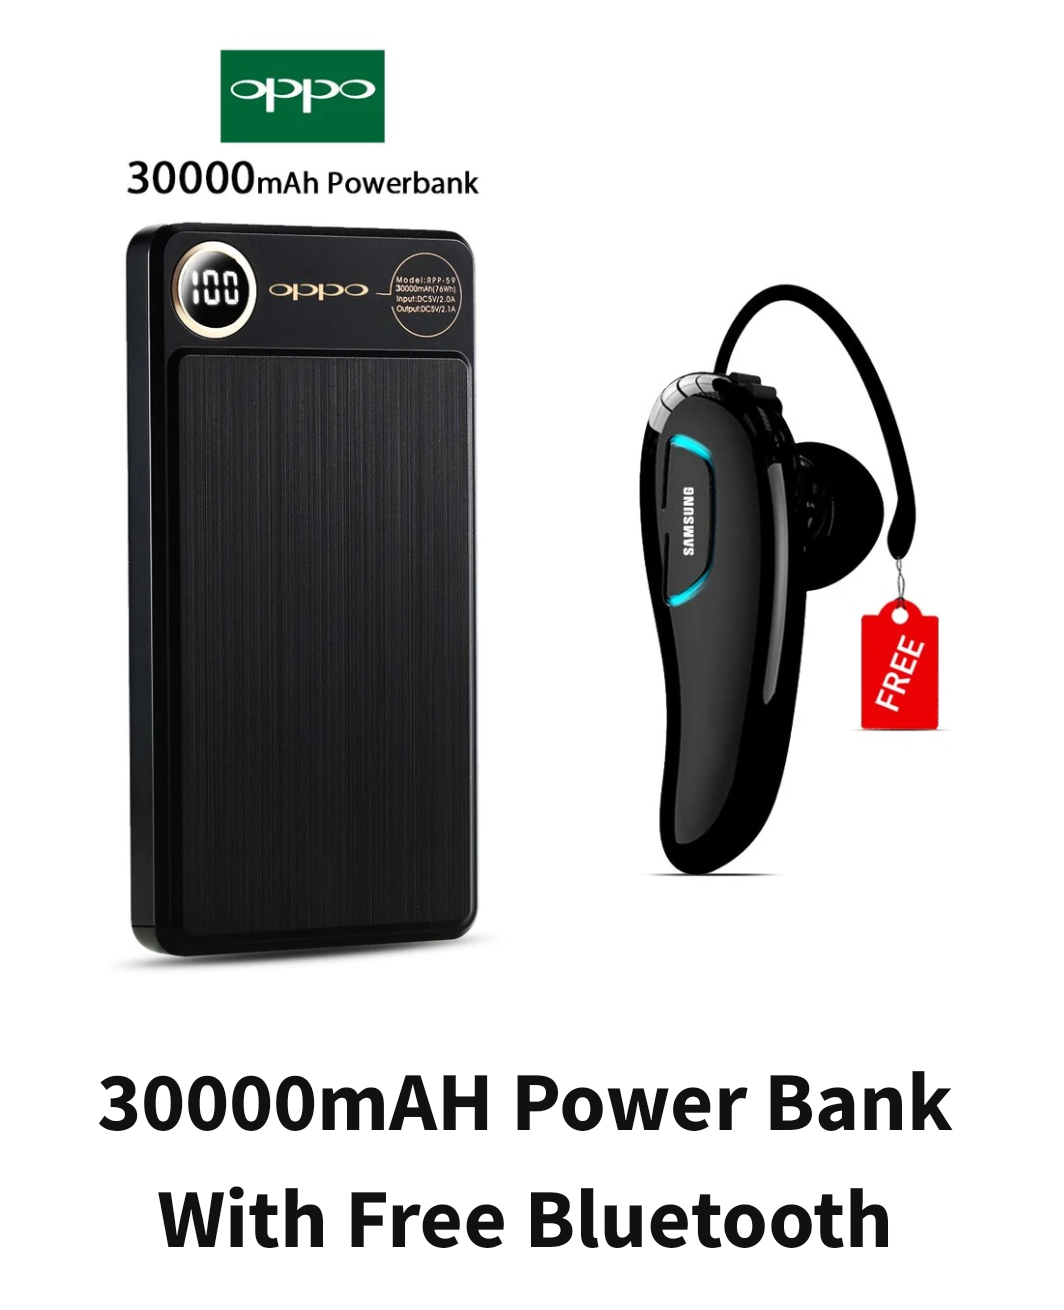 oppo
30000mAh Powerbank
100
oppo
Model:RPP-59
30000mAh(76Wh)
Input:DC5V/2.0A
Output:DC5V/2.1A
SAMSUNG
FREE
30000mAH Power Bank
With Free Bluetooth